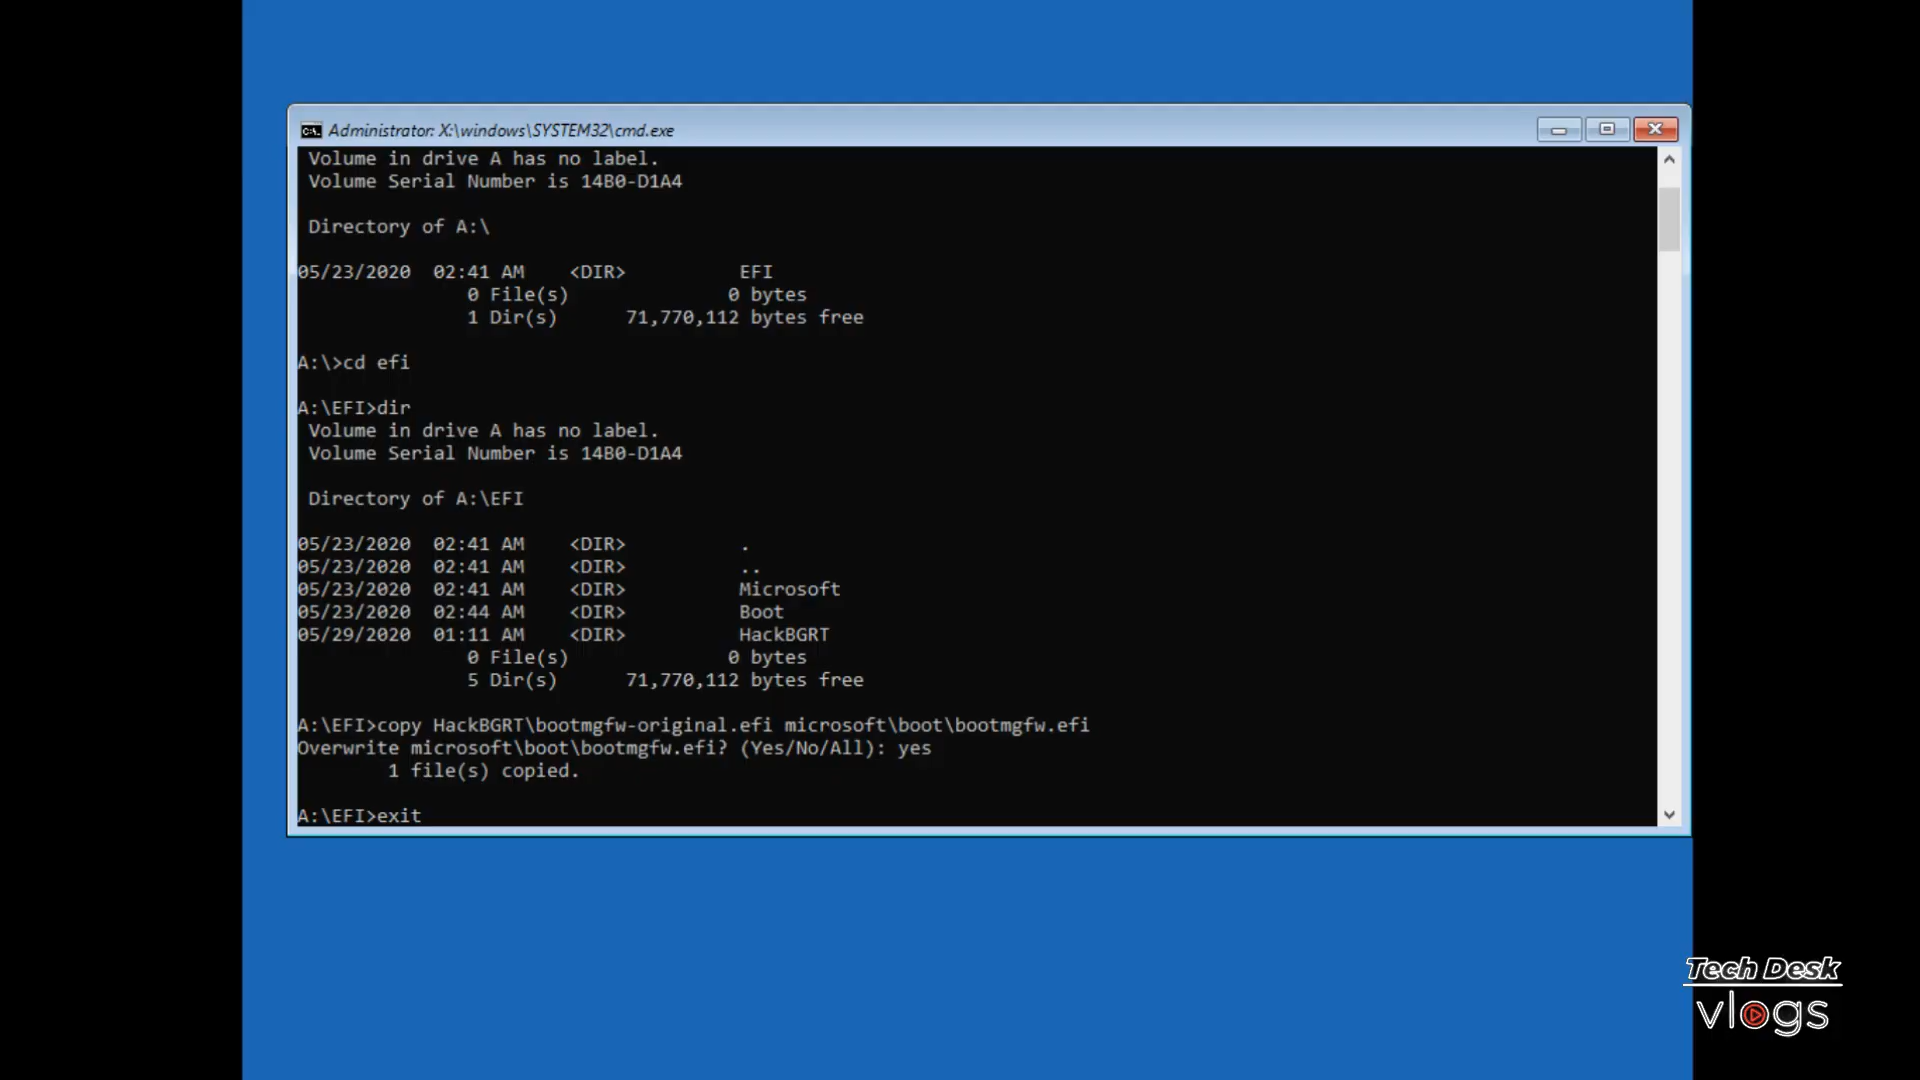 Administrator: X:\windows\SYSTEM32\cmd.exe
Volume in drive A has no label.
Volume Serial Number is 14B0-D1A4
Directory of A:\
05/23/2020  02:41 AM    <DIR>          EFI
0 File(s)              0 bytes
1 Dir(s)      71,770,112 bytes free
A:\>cd efi
A:\EFI>dir
Volume in drive A has no label.
Volume Serial Number is 14B0-D1A4
Directory of A:\EFI
05/23/2020  02:41 AM    <DIR>          .
05/23/2020  02:41 AM    <DIR>          ..
05/23/2020  02:41 AM    <DIR>          Microsoft
05/23/2020  02:44 AM    <DIR>          Boot
05/29/2020  01:11 AM    <DIR>          HackBGRT
0 File(s)              0 bytes
5 Dir(s)      71,770,112 bytes free
A:\EFI>copy HackBGRT\bootmgfw-original.efi microsoft\boot\bootmgfw.efi
Overwrite microsoft\boot\bootmgfw.efi? (Yes/No/All): yes
1 file(s) copied.
A:\EFI>exit
Tech Desk
vlogs